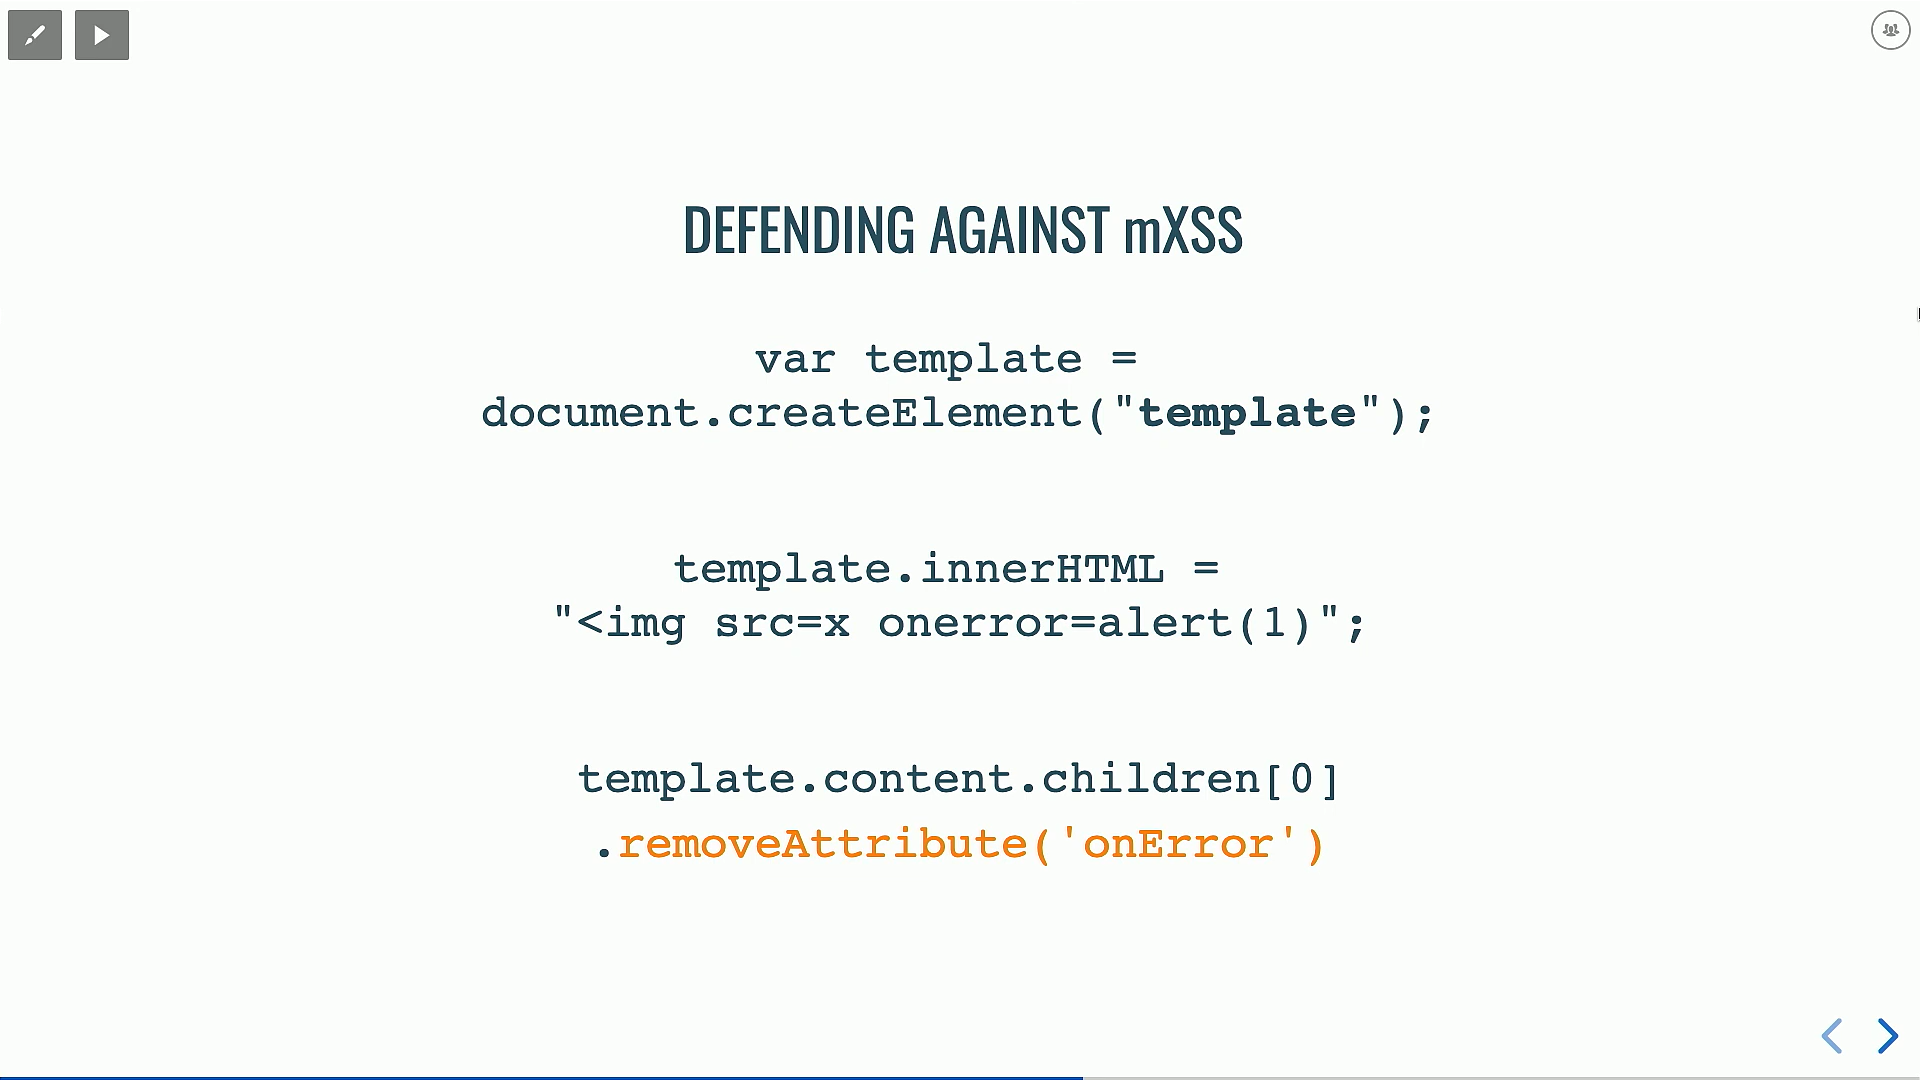 DEFENDING AGAINST mXSS
var template =
document.createElement("template");
template.innerHTML =
"<img src=x onerror=alert(1)";
template.content.children[0]
.removeAttribute('onError')